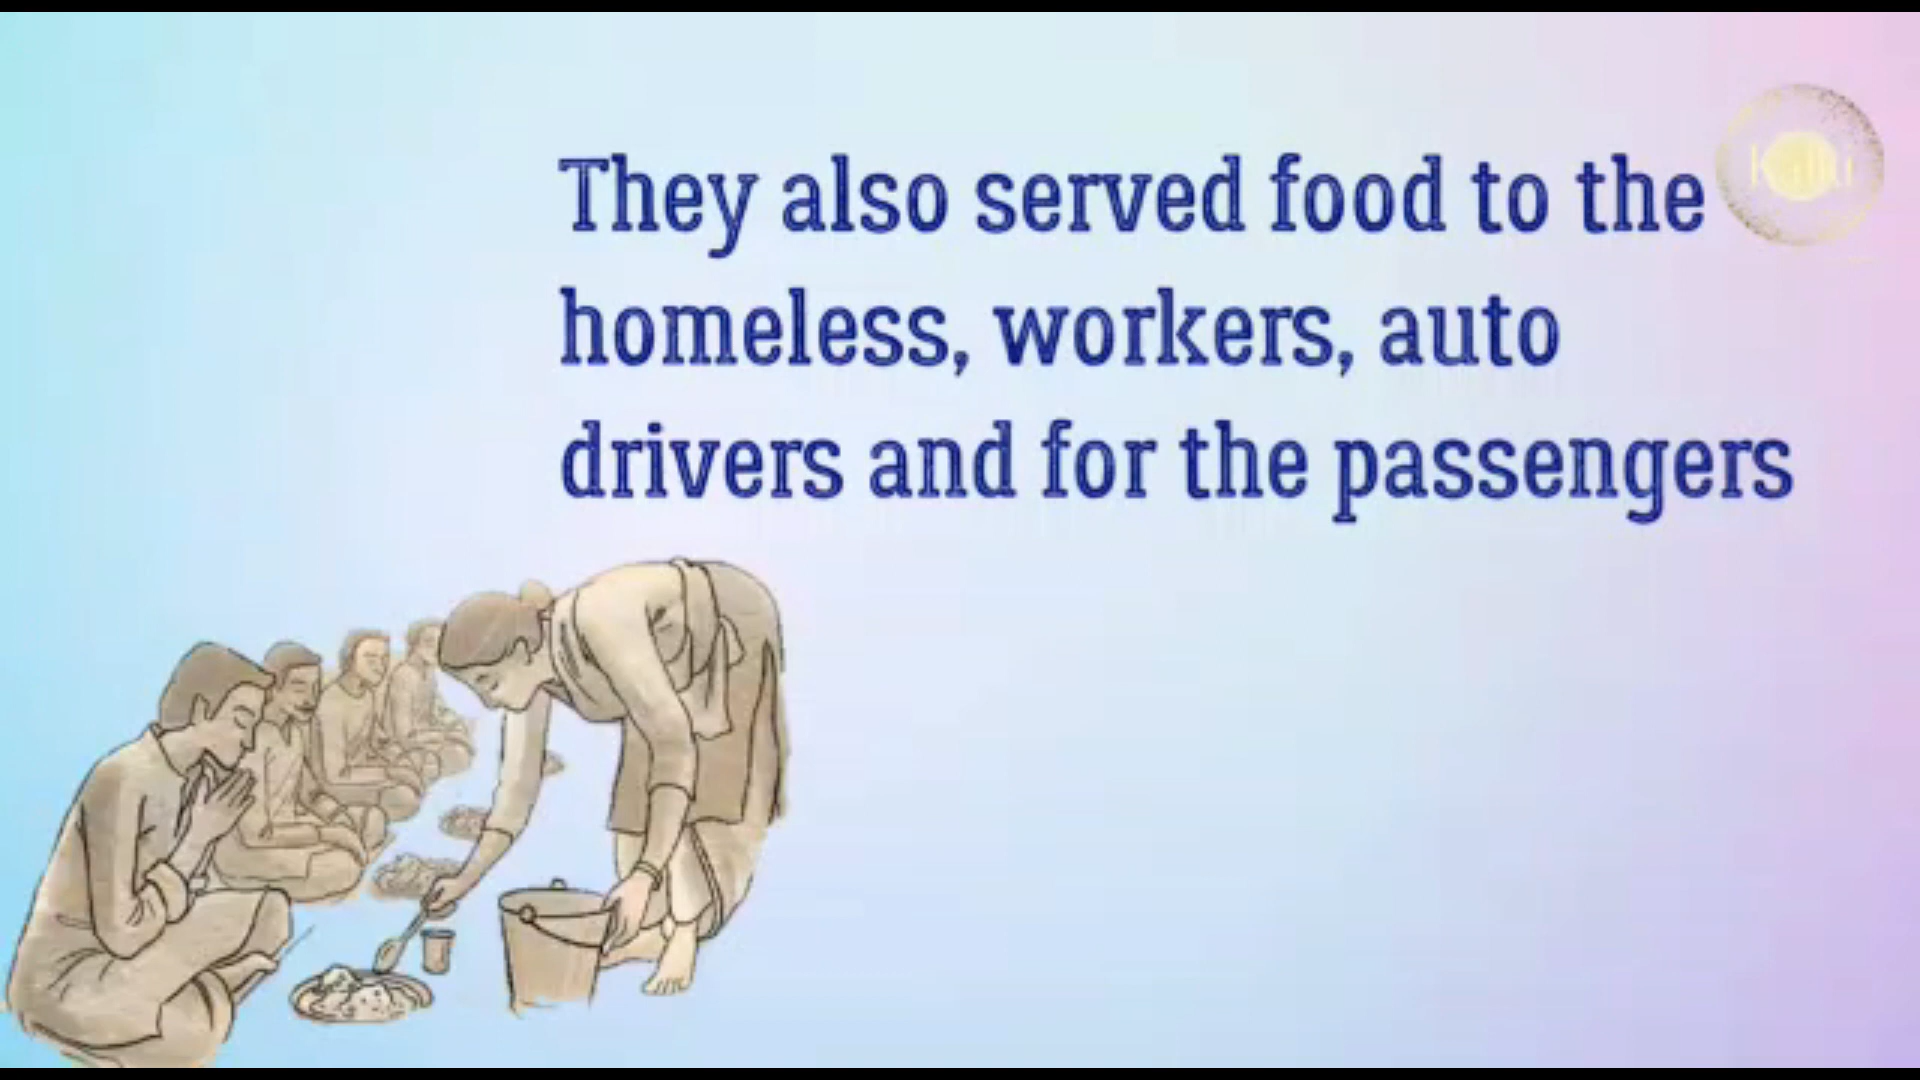 They also served food to the
homeless, workers, auto
drivers and for the passengers